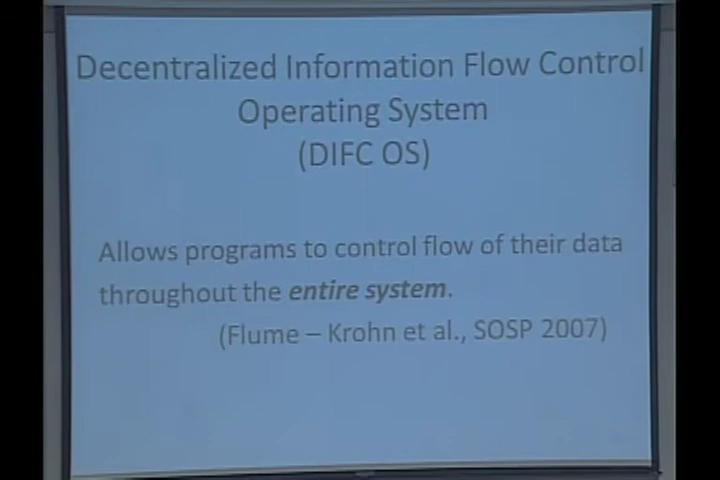 Decentralized Information Flow Control
Operating System
(DIFC OS)
Allows programs to control flow of their data
throughout the entire system.
(Flume – Krohn et al., SOSP 2007)